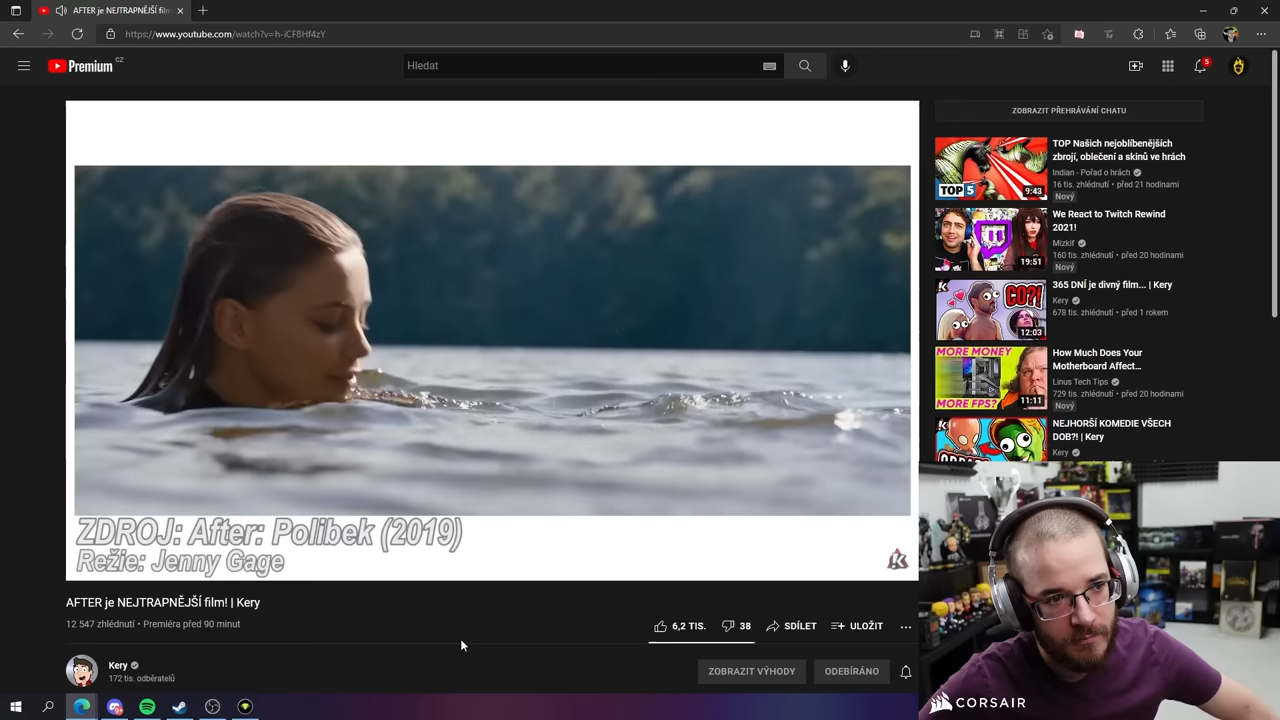 AFTER je NEJTRAPNĚJŠÍ film
https://www.youtube.com/watch?v=h-iCF8Hf4zY
Premium CZ
Hledat
5
ZOBRAZIT PŘEHRÁVÁNÍ CHATU
TOP Našich nejoblíbenějších
zbrojí, oblečení a skinů ve hrách
Indian - Pořad o hrách
16 tis. zhlédnutí • před 21 hodinami
Nový
TOP 5
9:43
We React to Twitch Rewind
2021!
Mizkif
160 tis. zhlédnutí • před 20 hodinami
Nový
19:51
365 DNÍ je divný film... | Kery
Kery
678 tis. zhlédnutí • před 1 rokem
CO?!
12:03
How Much Does Your
Motherboard Affect...
Linus Tech Tips
729 tis. zhlédnutí • před 20 hodinami
Nový
MORE MONEY
MORE FPS?
11:11
NEJHORŠÍ KOMEDIE VŠECH
DOB?! | Kery
Kery
ZDROJ: After: Polibek (2019)
Režie: Jenny Gage
AFTER je NEJTRAPNĚJŠÍ film! | Kery
12 547 zhlédnutí • Premiéra před 90 minut
6,2 TIS.
38
SDÍLET
ULOŽIT
Kery
172 tis. odběratelů
ZOBRAZIT VÝHODY
ODEBÍRÁNO
CORSAIR